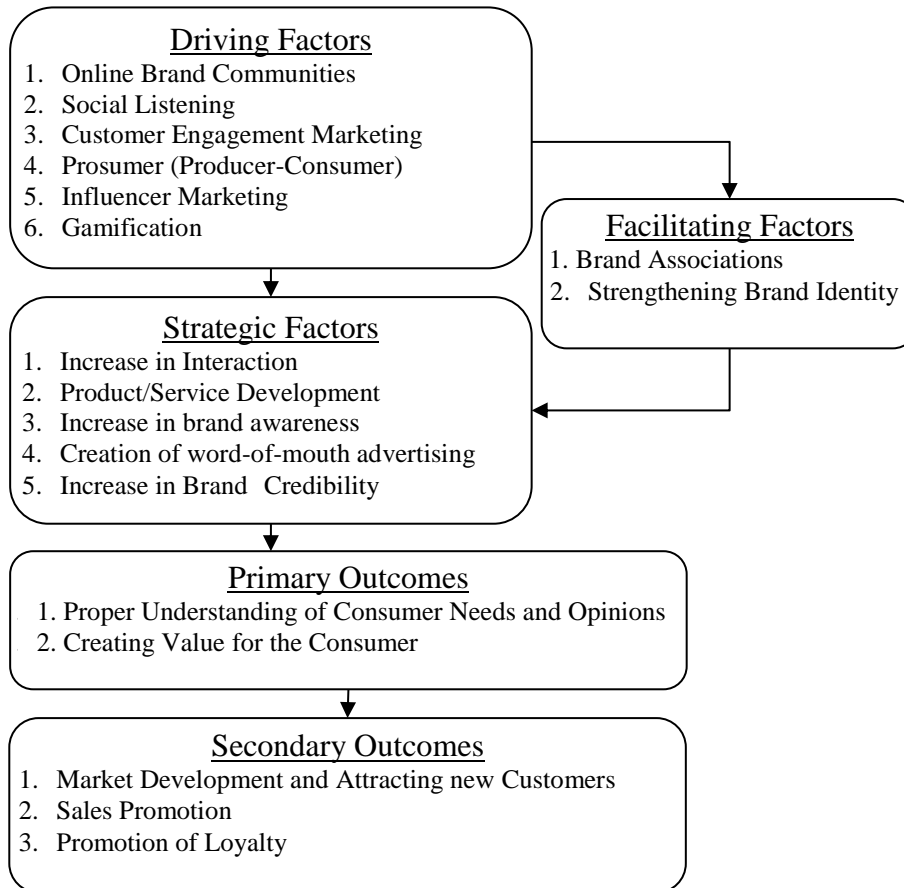 Driving Factors
1. Online Brand Communities
2. Social Listening
3. Customer Engagement Marketing
4. Prosumer (Producer-Consumer)
5. Influencer Marketing
6. Gamification
Facilitating Factors
1. Brand Associations
2. Strengthening Brand Identity
Strategic Factors
1. Increase in Interaction
2. Product/Service Development
3. Increase in brand awareness
4. Creation of word-of-mouth advertising
5. Increase in Brand Credibility
Primary Outcomes
1. Proper Understanding of Consumer Needs and Opinions
2. Creating Value for the Consumer
Secondary Outcomes
1. Market Development and Attracting new Customers
2. Sales Promotion
3. Promotion of Loyalty